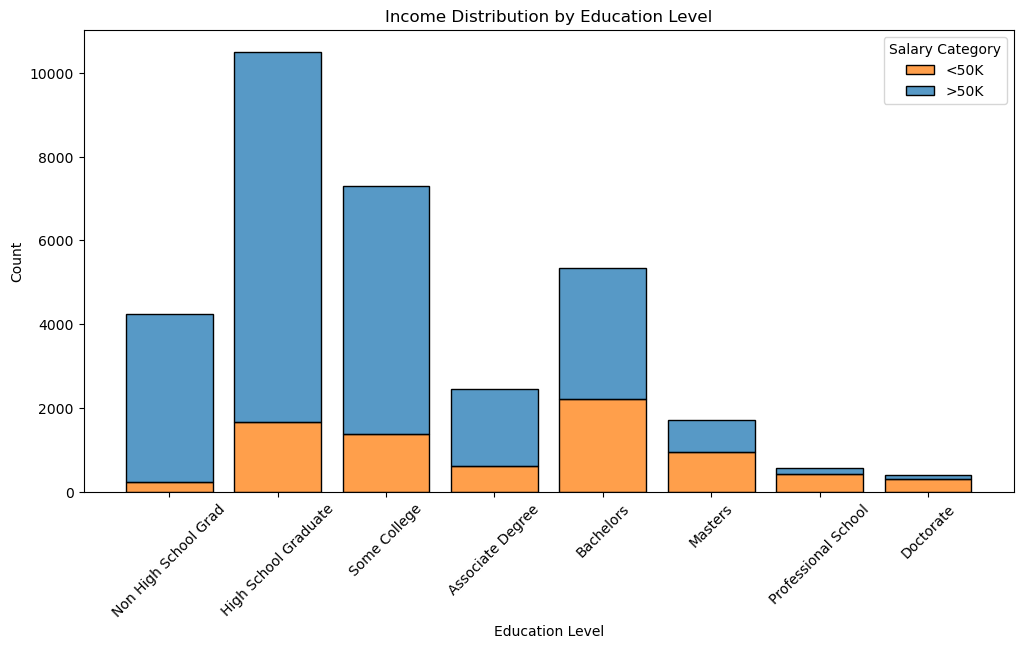 Income Distribution by Education Level
Salary Category
<50K
>50K
Count
10000
8000
6000
4000
2000
0
Non High School Grad
High School Graduate
Some College
Associate Degree
Bachelors
Masters
Professional School
Doctorate
Education Level